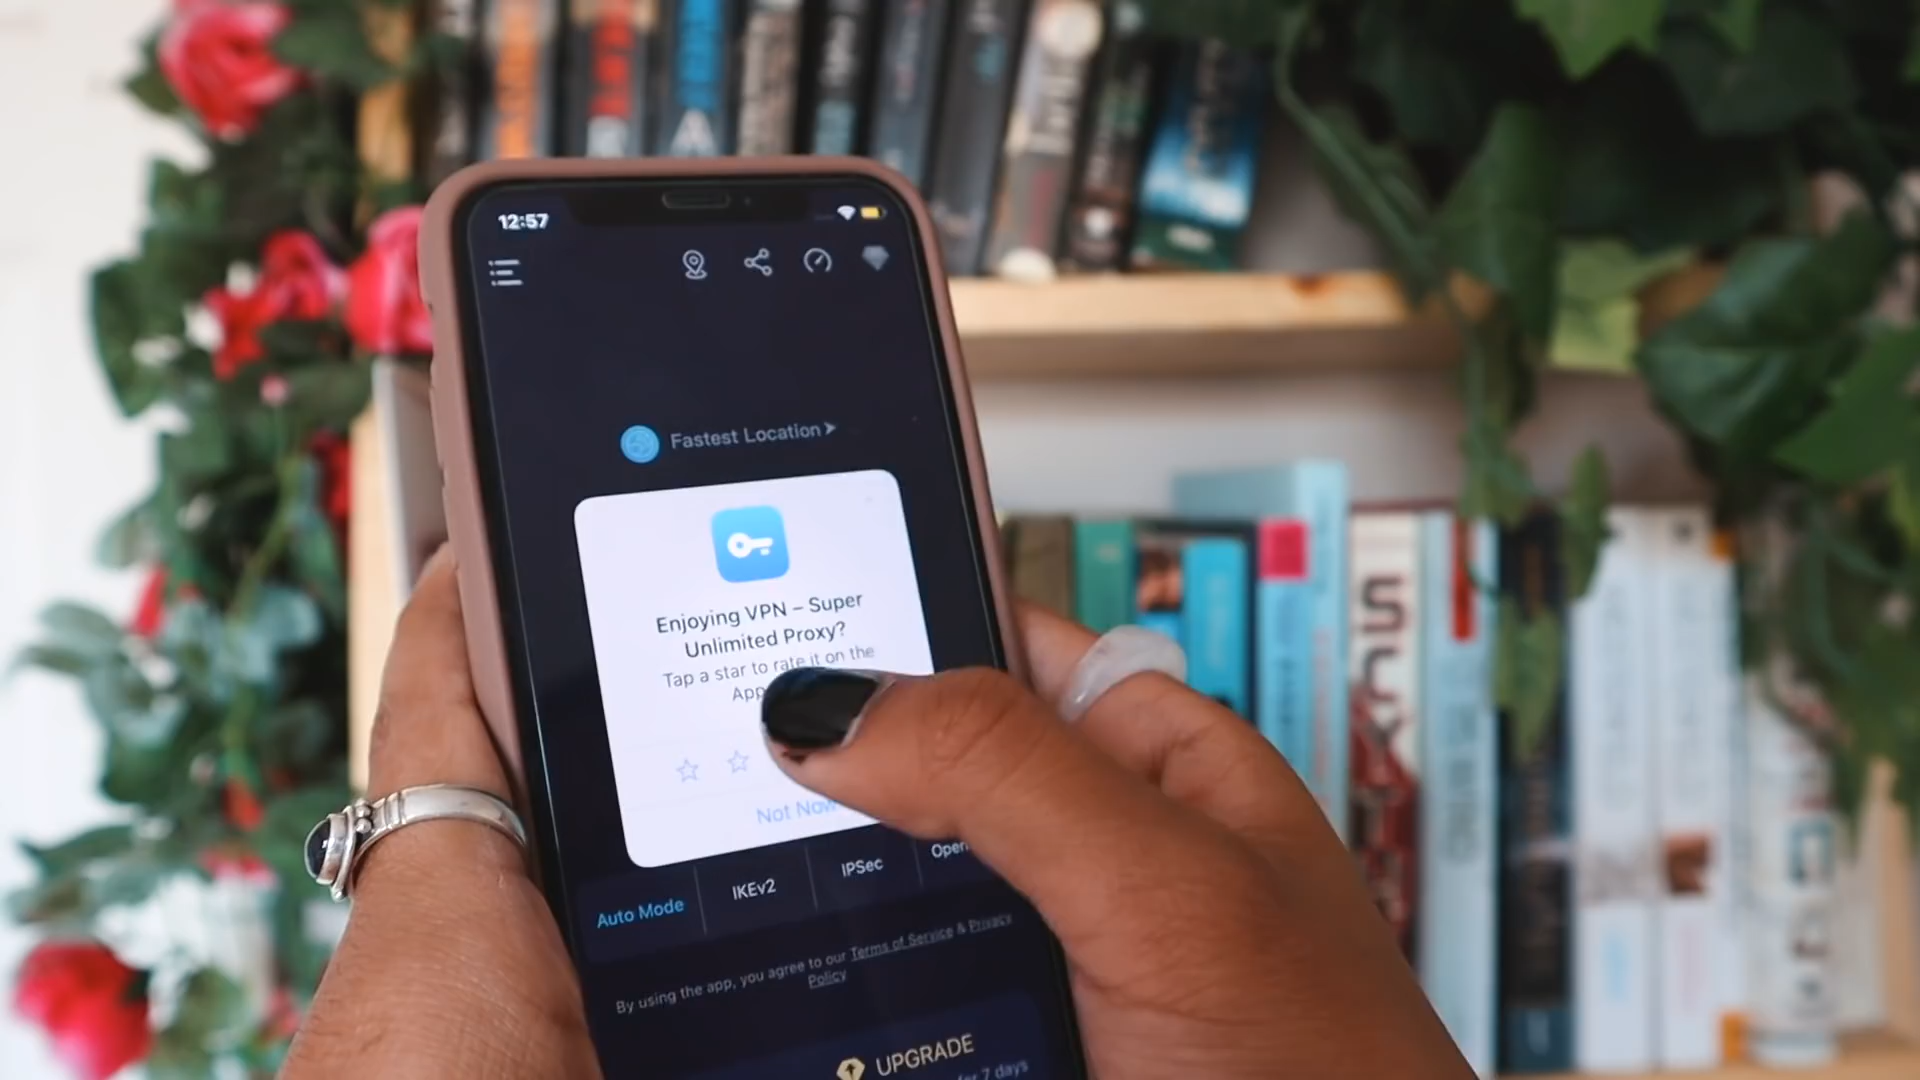 12:57
Fastest Location
Enjoying VPN – Super
Unlimited Proxy?
Tap a star to rate it on the
App
Not Now
Auto Mode
IKEv2
IPSec
Open
By using the app, you agree to our Terms of Service & Privacy
Policy
UPGRADE
for 7 days